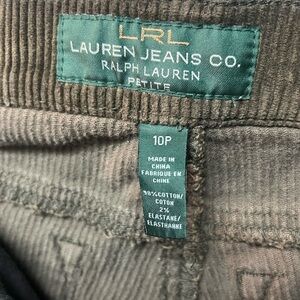 LRL
LAUREN JEANS CO.
RALPH LAUREN
PETITE
10P
MADE IN
CHINA
FABRIQUE EN
CHINE
98%COTTON/
COTON
2%
ELASTANE/
ELASTHANNE